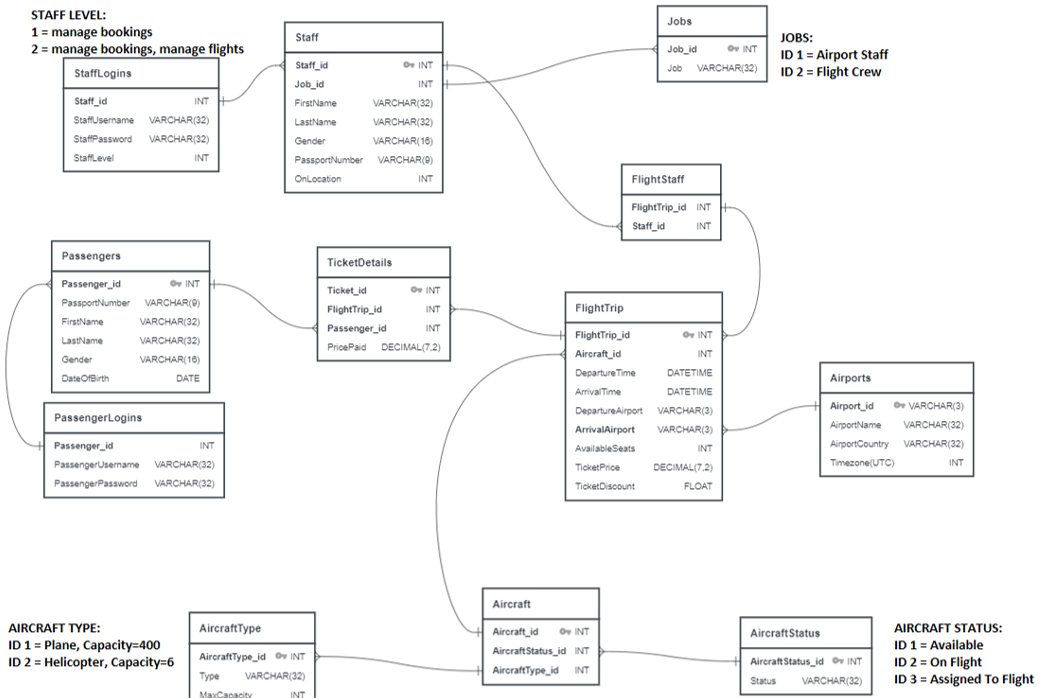 STAFF LEVEL:
1 = manage bookings
2 = manage bookings, manage flights
StaffLogins
Staff_id INT
StaffUsername VARCHAR(32)
StaffPassword VARCHAR(32)
StaffLevel INT
Staff
Staff_id INT
Job_id INT
FirstName VARCHAR(32)
LastName VARCHAR(32)
Gender VARCHAR(16)
PassportNumber VARCHAR(9)
OnLocation INT
Jobs
Job_id INT
Job VARCHAR(32)
JOBS:
ID 1 = Airport Staff
ID 2 = Flight Crew
FlightStaff
FlightTrip_id INT
Staff_id INT
Passengers
Passenger_id INT
PassportNumber VARCHAR(9)
FirstName VARCHAR(32)
LastName VARCHAR(32)
Gender VARCHAR(16)
DateOfBirth DATE
TicketDetails
Ticket_id INT
FlightTrip_id INT
Passenger_id INT
PricePaid DECIMAL(7,2)
FlightTrip
FlightTrip_id INT
Aircraft_id INT
DepartureTime DATETIME
ArrivalTime DATETIME
DepartureAirport VARCHAR(3)
ArrivalAirport VARCHAR(3)
AvailableSeats INT
TicketPrice DECIMAL(7,2)
TicketDiscount FLOAT
Airports
Airport_id VARCHAR(3)
AirportName VARCHAR(32)
AirportCountry VARCHAR(32)
Timezone(UTC) INT
PassengerLogins
Passenger_id INT
PassengerUsername VARCHAR(32)
PassengerPassword VARCHAR(32)
AIRCRAFT TYPE:
ID 1 = Plane, Capacity=400
ID 2 = Helicopter, Capacity=6
AircraftType
AircraftType_id INT
Type VARCHAR(32)
MaxCapacity INT
Aircraft
Aircraft_id INT
AircraftStatus_id INT
AircraftType_id INT
AircraftStatus
AircraftStatus_id INT
Status VARCHAR(32)
AIRCRAFT STATUS:
ID 1 = Available
ID 2 = On Flight
ID 3 = Assigned To Flight